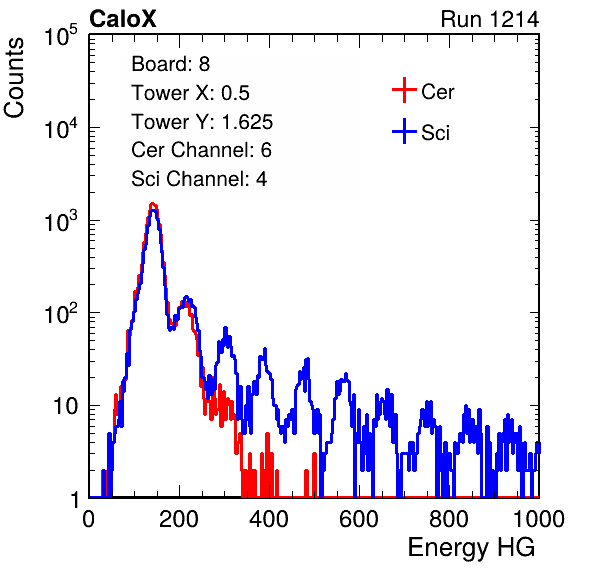 CaloX Run 1214
Counts
Board: 8
Tower X: 0.5
Tower Y: 1.625
Cer Channel: 6
Sci Channel: 4
Cer
Sci
10^5
10^4
10^3
10^2
10
1
0 200 400 600 800 1000
Energy HG